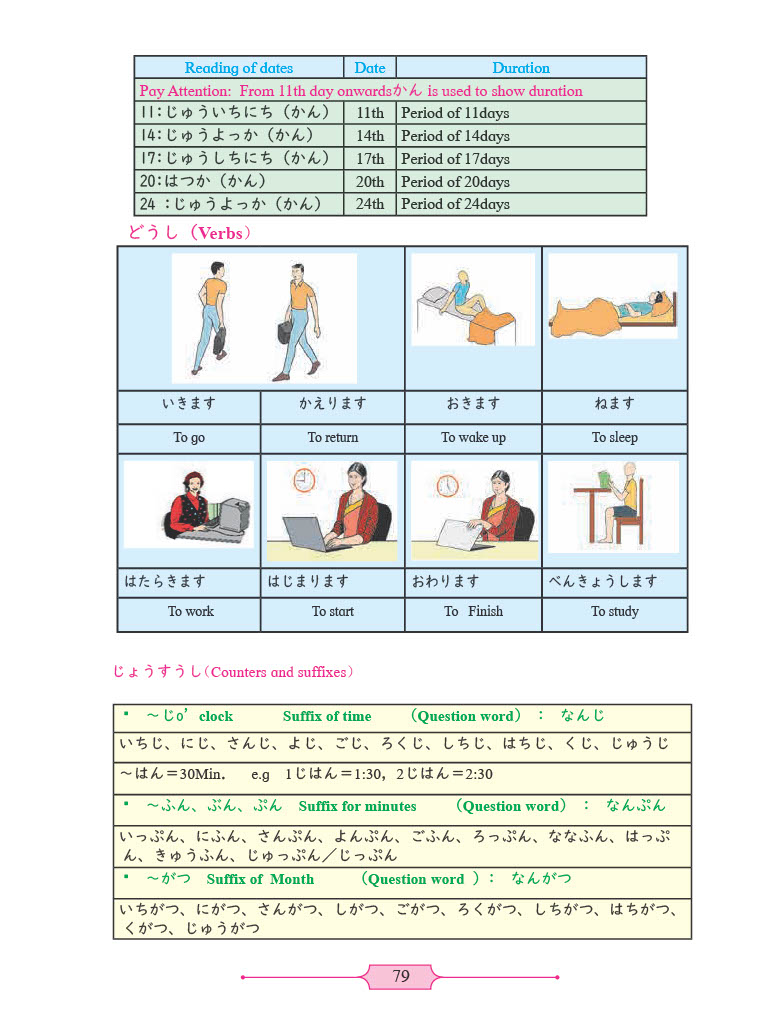 Reading of dates Date Duration
Pay Attention: From 11th day onwardsかん is used to show duration
11:じゅういちにち（かん） 11th Period of 11days
14:じゅうよっか（かん） 14th Period of 14days
17:じゅうしちにち（かん） 17th Period of 17days
20:はつか（かん） 20th Period of 20days
24 :じゅうよっか（かん） 24th Period of 24days
どうし（Verbs）
いきます かえります おきます ねます
To go To return To wake up To sleep
はたらきます はじまります おわります べんきょうします
To work To start To Finish To study
じょうすうし（Counters and suffixes）
▪ ～じo’ clock Suffix of time （Question word） ： なんじ
いちじ、にじ、さんじ、よじ、ごじ、ろくじ、しちじ、はちじ、くじ、じゅうじ
～はん＝30Min. e.g 1じはん＝1:30, 2じはん＝2:30
▪ ～ふん、ぶん、ぷん Suffix for minutes （Question word） ： なんぷん
いっぷん、にふん、さんぷん、よんぷん、ごふん、ろっぷん、ななふん、はっぷ
ん、きゅうふん、じゅっぷん／じっぷん
▪ ～がつ Suffix of Month （Question word ）： なんがつ
いちがつ、にがつ、さんがつ、しがつ、ごがつ、ろくがつ、しちがつ、はちがつ、
くがつ、じゅうがつ
79